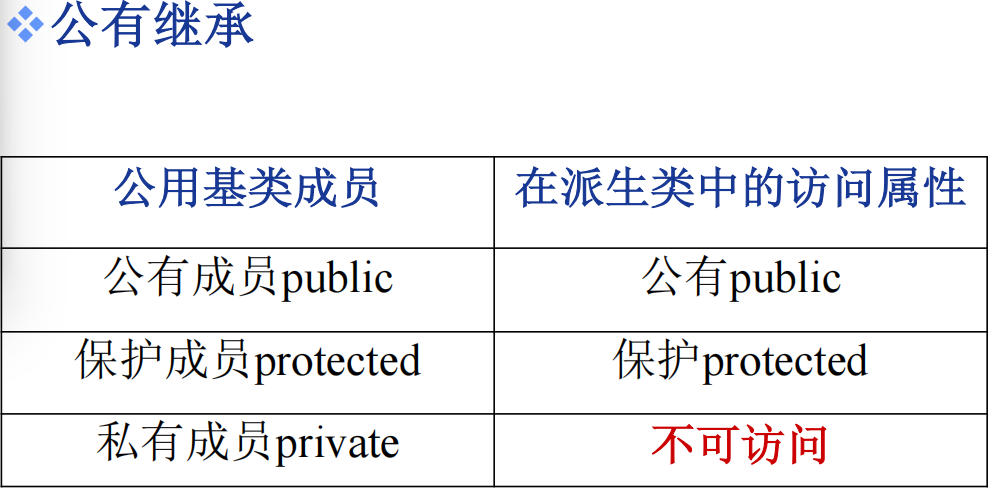 公有继承
公用基类成员 在派生类中的访问属性
公有成员public 公有public
保护成员protected 保护protected
私有成员private 不可访问